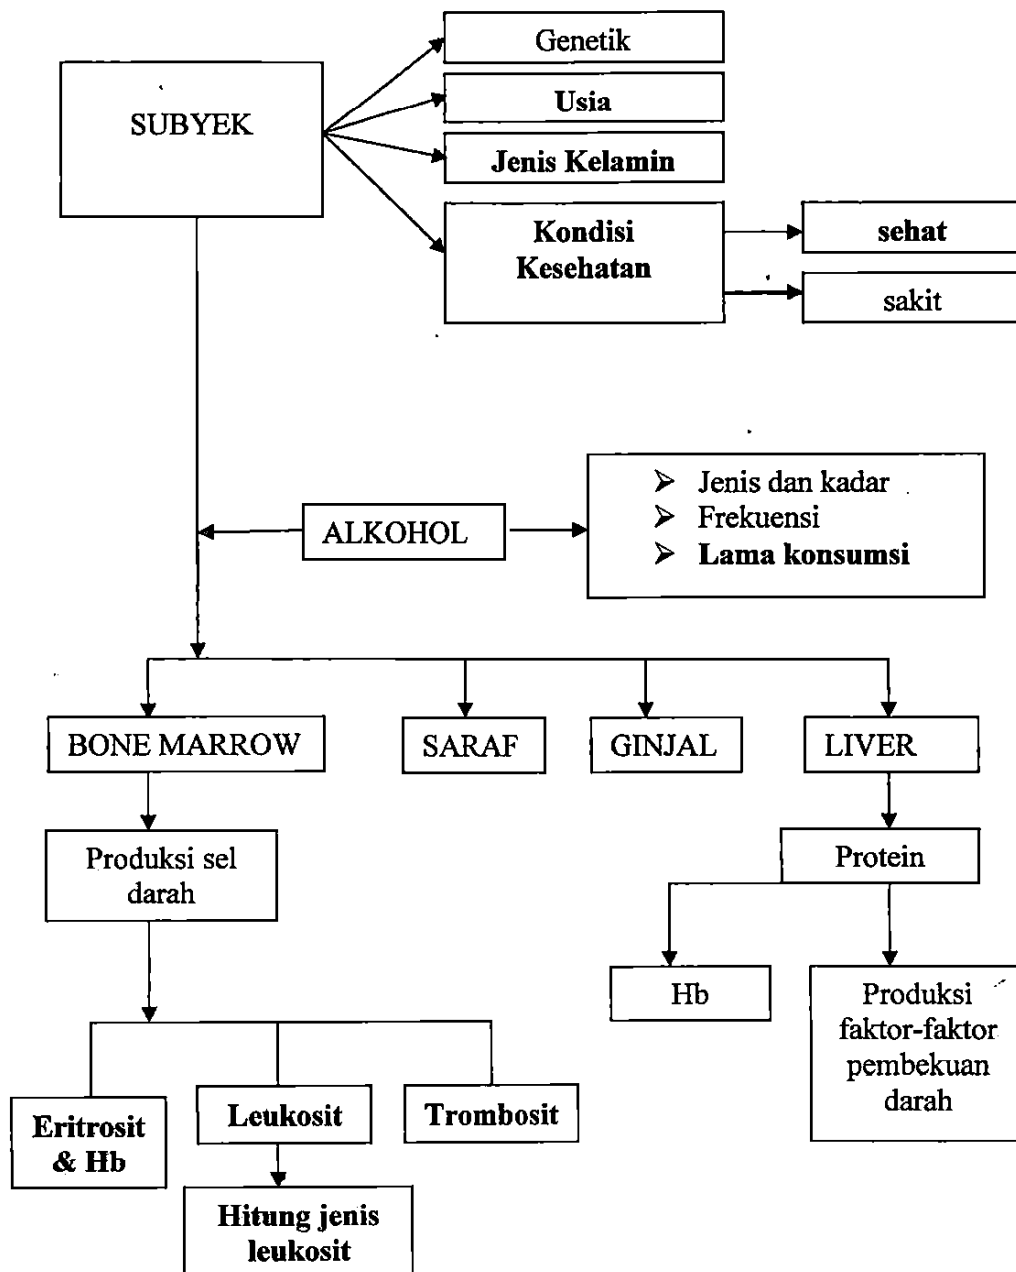 Genetik
SUBYEK
Usia
Jenis Kelamin
Kondisi
Kesehatan
sehat
sakit
ALKOHOL
Jenis dan kadar
Frekuensi
Lama konsumsi
BONE MARROW
SARAF
GINJAL
LIVER
Produksi sel
darah
Protein
Hb
Produksi
faktor-faktor
pembekuan
darah
Eritrosit
& Hb
Leukosit
Trombosit
Hitung jenis
leukosit